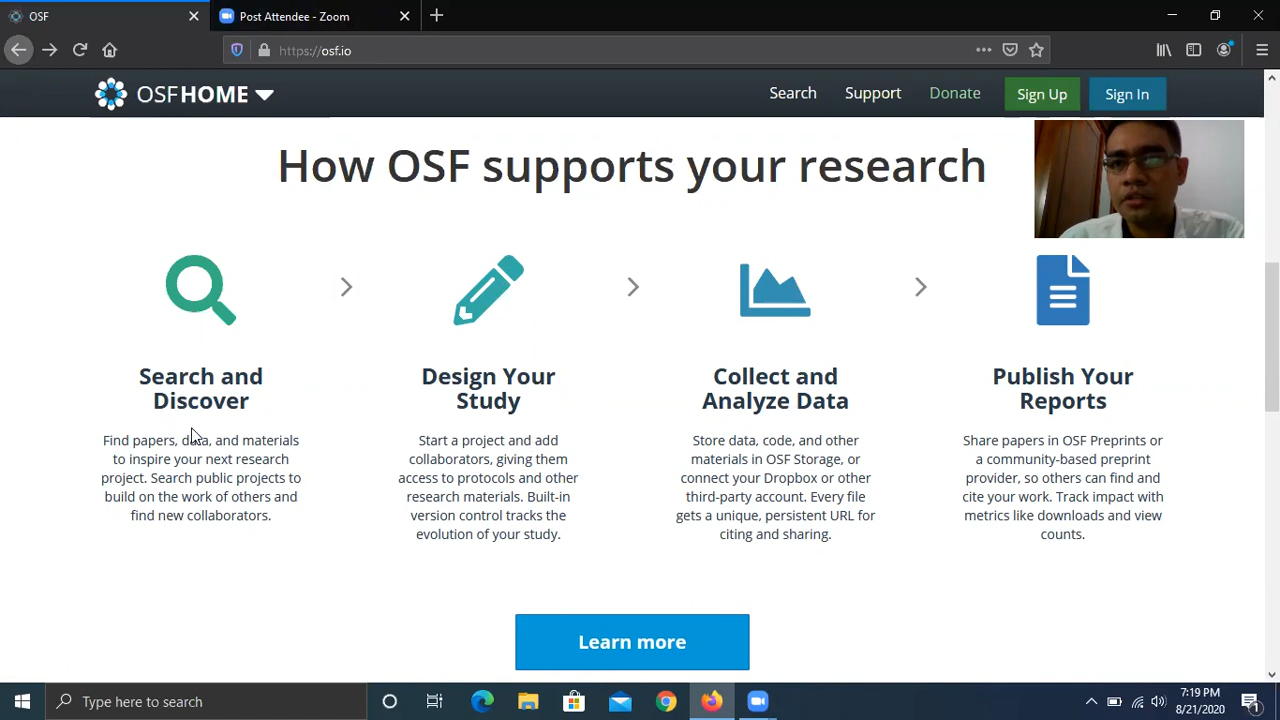 OSF
Post Attendee - Zoom
https://osf.io
OSFHOME
Search
Support
Donate
Sign Up
Sign In
How OSF supports your research
Search and
Discover
Find papers, data, and materials
to inspire your next research
project. Search public projects to
build on the work of others and
find new collaborators.
Design Your
Study
Start a project and add
collaborators, giving them
access to protocols and other
research materials. Built-in
version control tracks the
evolution of your study.
Collect and
Analyze Data
Store data, code, and other
materials in OSF Storage, or
connect your Dropbox or other
third-party account. Every file
gets a unique, persistent URL for
citing and sharing.
Publish Your
Reports
Share papers in OSF Preprints or
a community-based preprint
provider, so others can find and
cite your work. Track impact with
metrics like downloads and view
counts.
Learn more
Type here to search
7:19 PM
8/21/2020
1